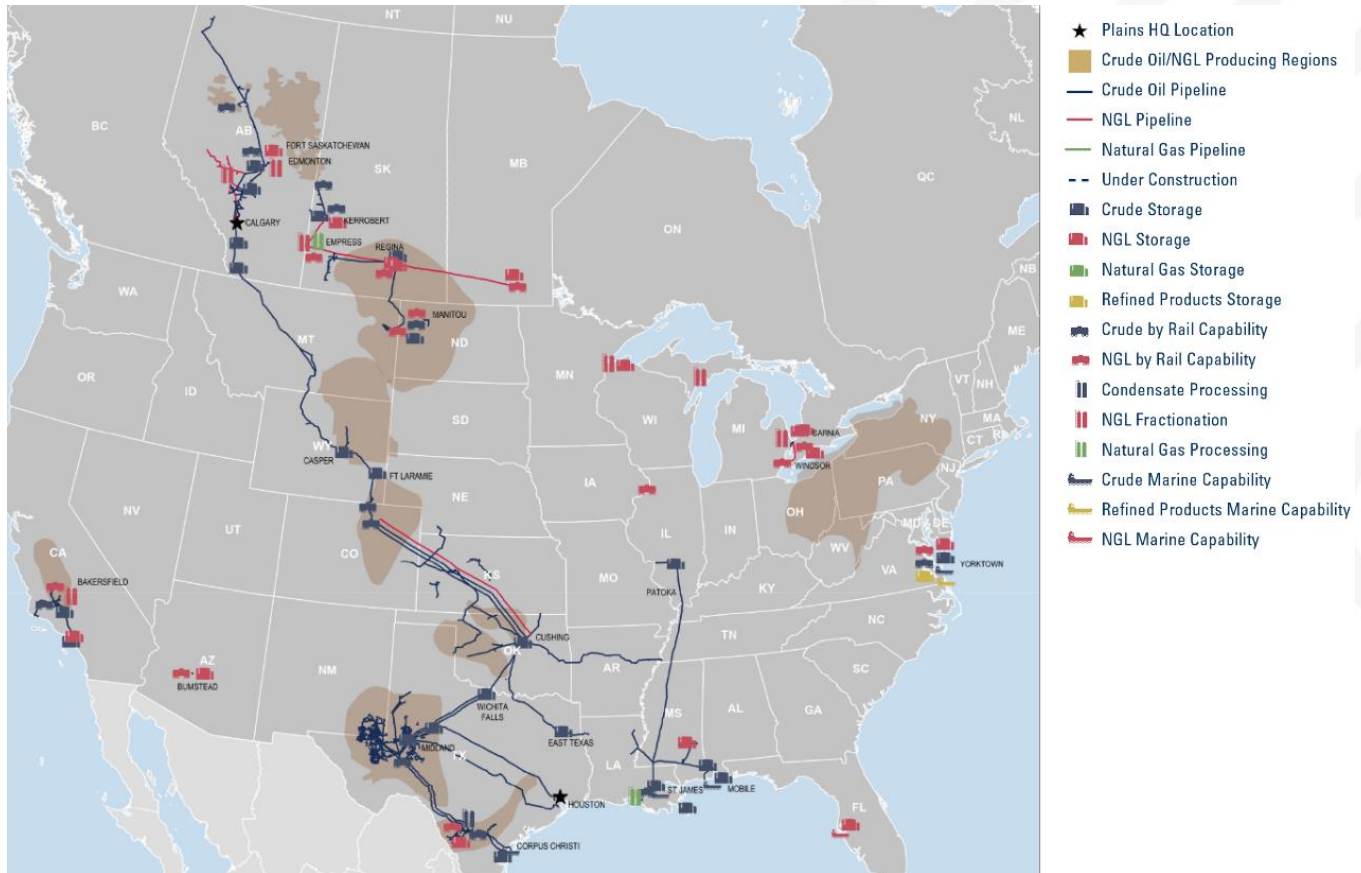 NT
NU
AK
BC
AB
SK
MB
ON
QC
NL
NB
FORT SASKATCHEWAN
EDMONTON
CALGARY
KERROBERT
EMPRESS
REGINA
WA
MT
ND
MANITOU
MN
ME
OR
ID
SD
WI
MI
VT
NH
NY
MA
CT
SARNIA
WINDSOR
WY
CASPER
FT LARAMIE
NE
IA
PA
NJ
NV
UT
CO
KS
IL
IN
OH
MD
DE
WV
VA
YORKTOWN
CA
BAKERSFIELD
MO
KY
PATOKA
NC
TN
CUSHING
OK
AR
SC
AZ
BUMSTEAD
NM
WICHITA
FALLS
MS
AL
GA
MIDLAND
TX
EAST TEXAS
LA
ST JAMES
MOBILE
HOUSTON
FL
CORPUS CHRISTI
Plains HQ Location
Crude Oil/NGL Producing Regions
Crude Oil Pipeline
NGL Pipeline
Natural Gas Pipeline
Under Construction
Crude Storage
NGL Storage
Natural Gas Storage
Refined Products Storage
Crude by Rail Capability
NGL by Rail Capability
Condensate Processing
NGL Fractionation
Natural Gas Processing
Crude Marine Capability
Refined Products Marine Capability
NGL Marine Capability